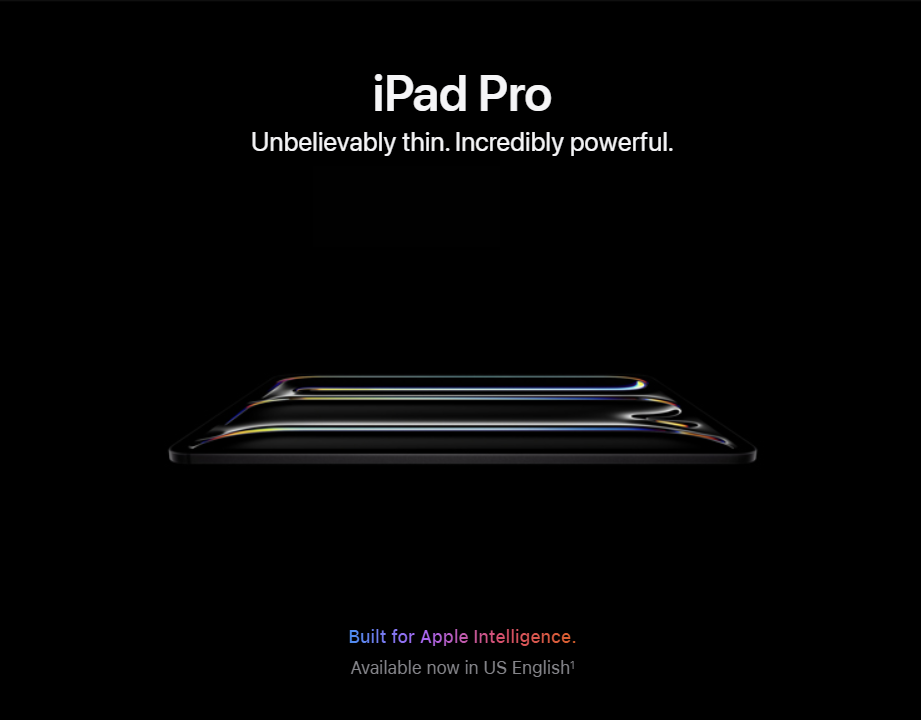 iPad Pro
Unbelievably thin. Incredibly powerful.
Built for Apple Intelligence.
Available now in US English¹